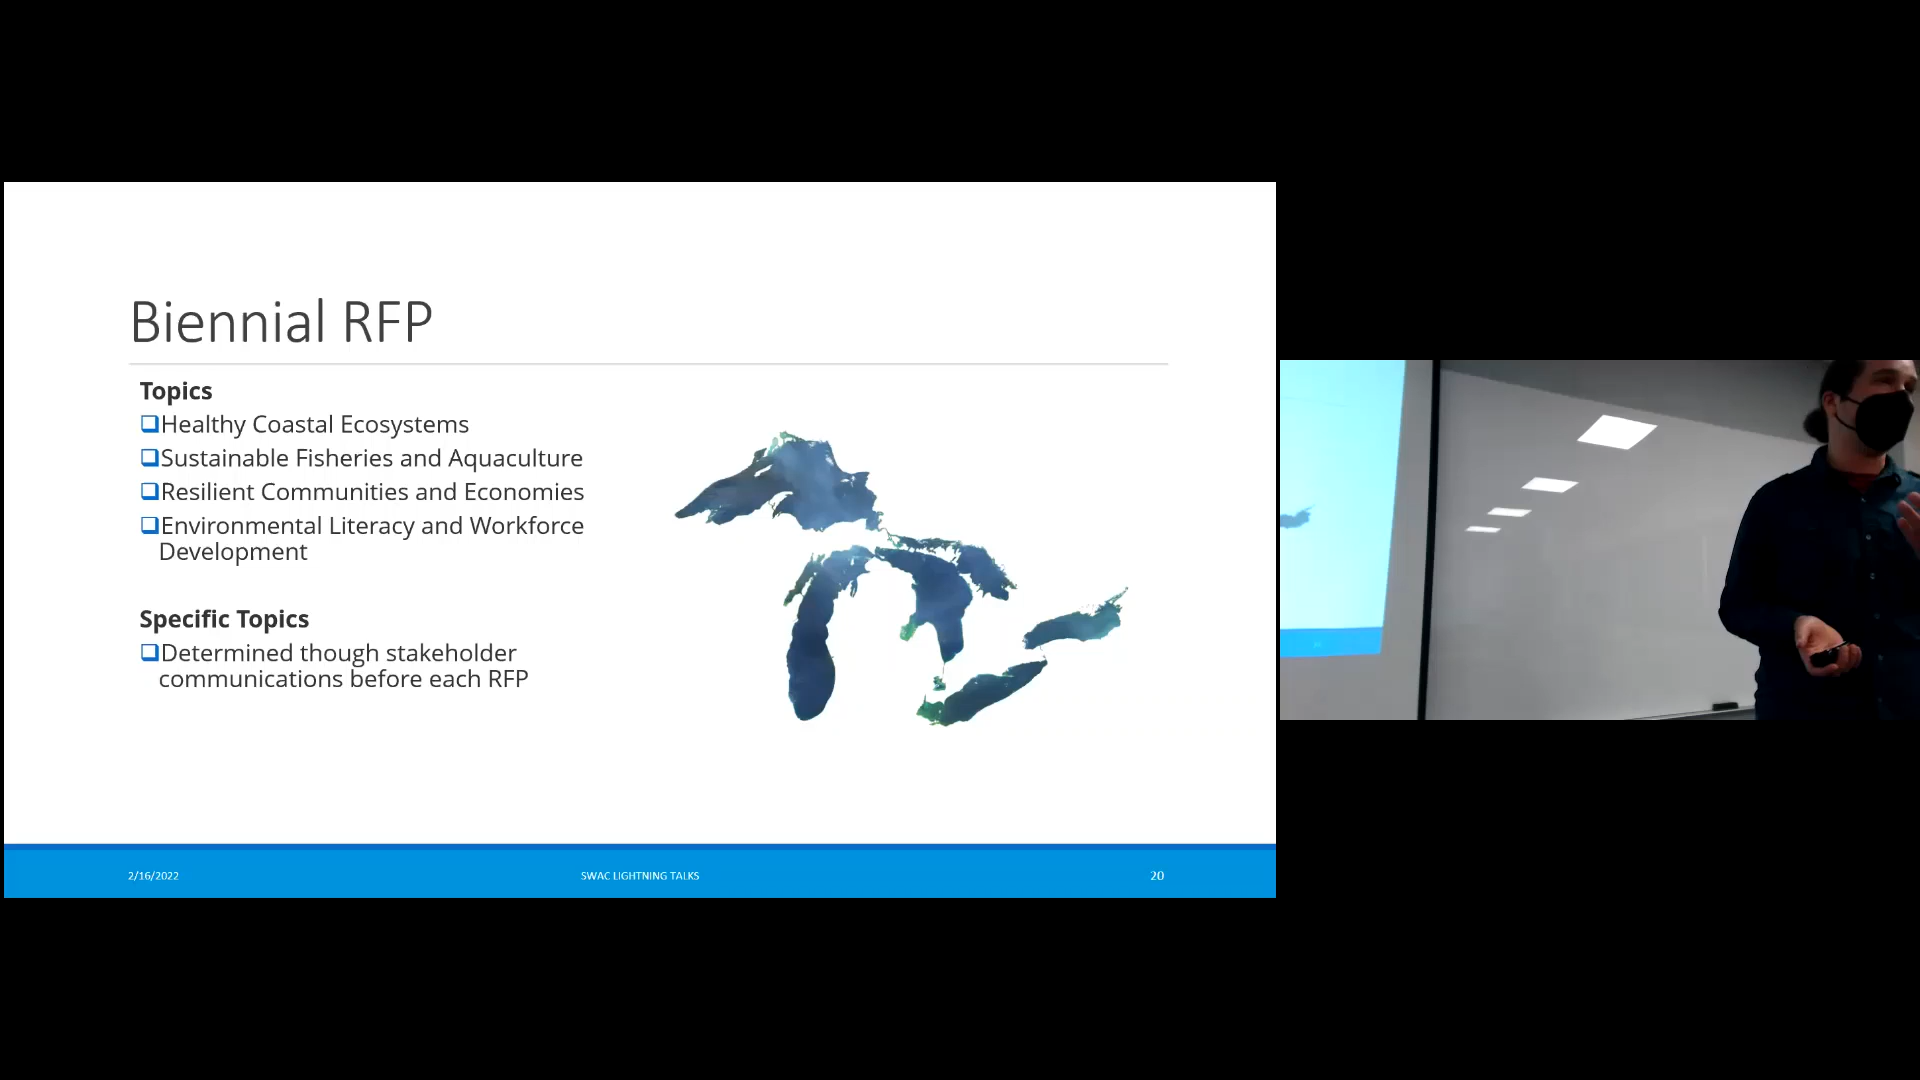 Biennial RFP
Topics
Healthy Coastal Ecosystems
Sustainable Fisheries and Aquaculture
Resilient Communities and Economies
Environmental Literacy and Workforce
Development
Specific Topics
Determined though stakeholder
communications before each RFP
2/16/2022
SWAC LIGHTNING TALKS
20